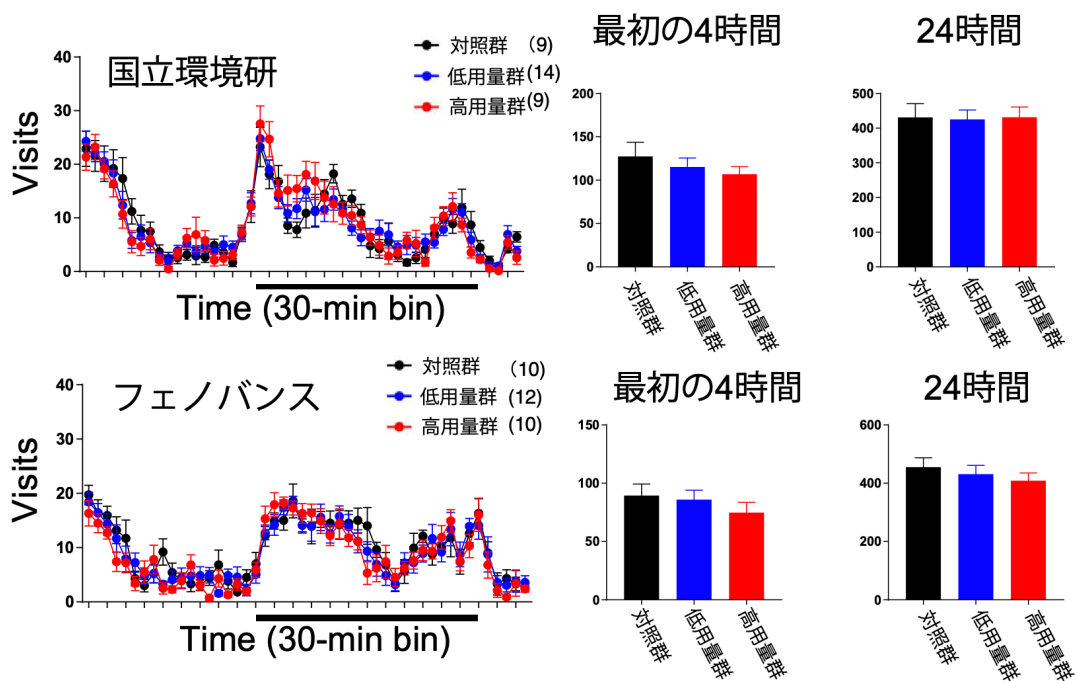 国立環境研
対照群 (9)
低用量群(14)
高用量群(9)
40
30
20
10
0
Visits
Time (30-min bin)
最初の4時間
200
150
100
50
0
対照群
低用量群
高用量群
24時間
500
400
300
200
100
0
対照群
低用量群
高用量群
フェノバンス
対照群 (10)
低用量群 (12)
高用量群 (10)
40
30
20
10
0
Visits
Time (30-min bin)
最初の4時間
150
100
50
0
対照群
低用量群
高用量群
24時間
600
400
200
0
対照群
低用量群
高用量群